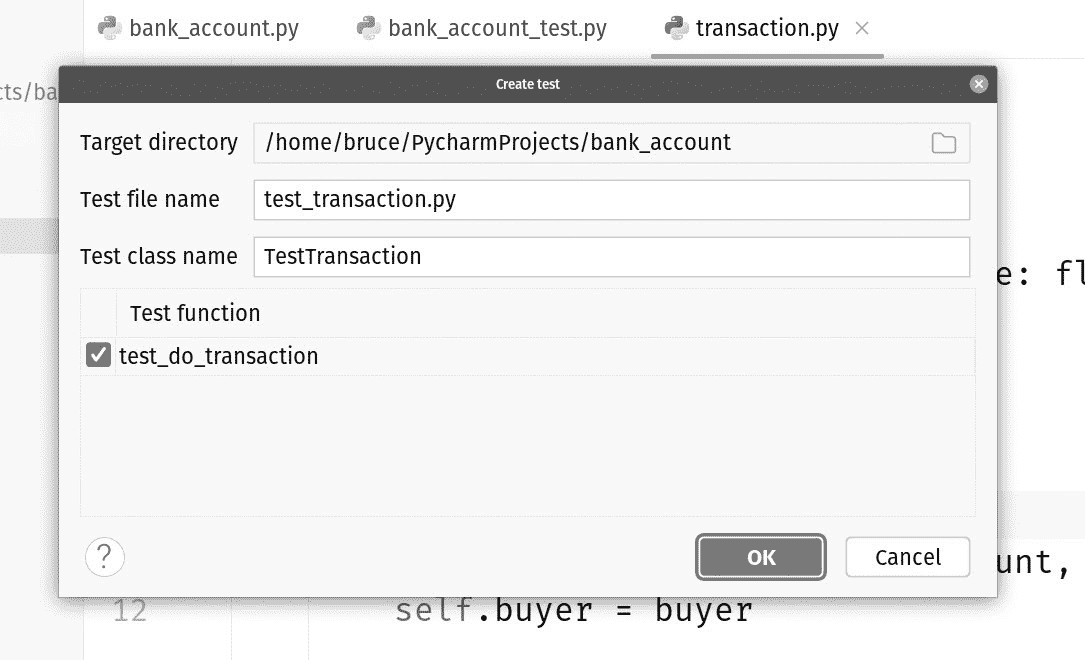 bank_account.py bank_account_test.py transaction.py
Create test
cts/ba
Target directory /home/bruce/PycharmProjects/bank_account
Test file name test_transaction.py
Test class name TestTransaction
e: fl
Test function
test_do_transaction
?
OK Cancel
unt,
12 self.buyer = buyer